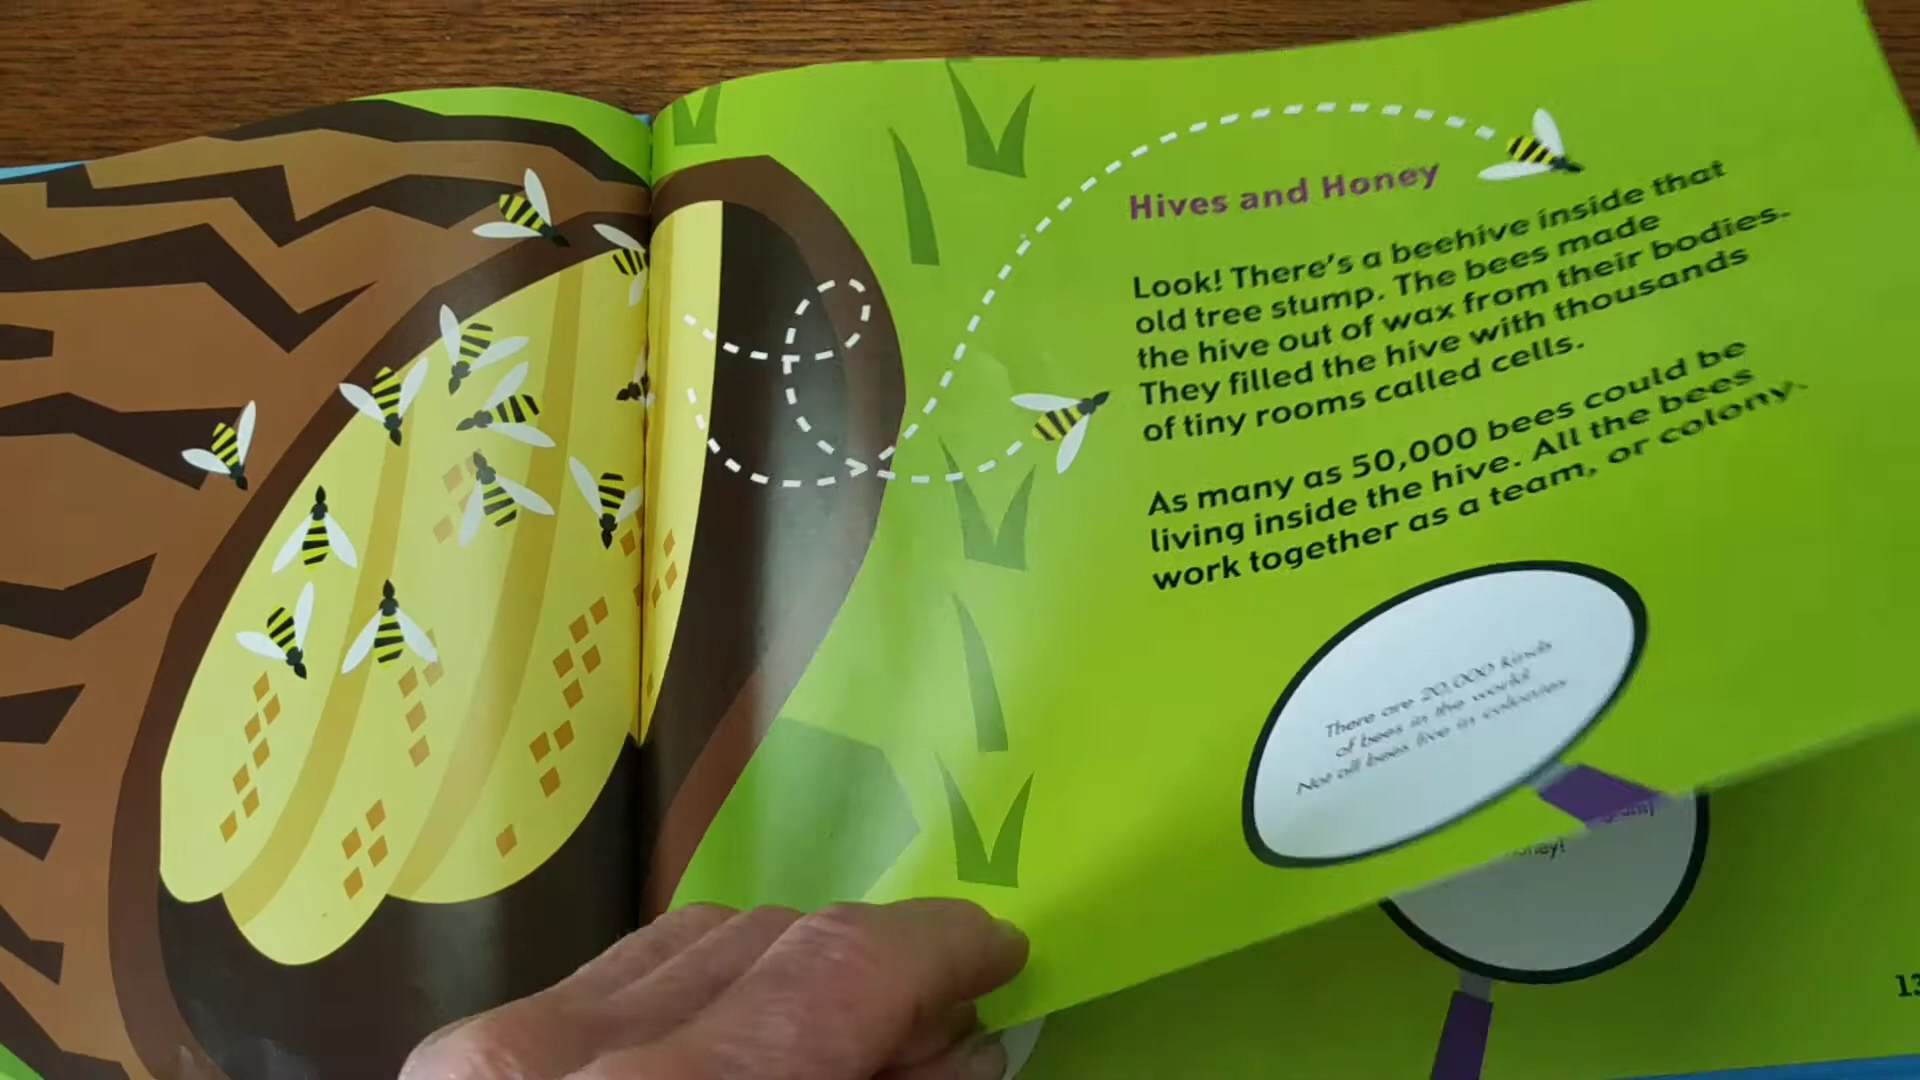 Hives and Honey
Look! There's a beehive inside that
old tree stump. The bees made
the hive out of wax from their bodies.
They filled the hive with thousands
of tiny rooms called cells.
As many as 50,000 bees could be
living inside the hive. All the bees
work together as a team, or colony.
There are 20,000 kinds
of bees in the world!
Not all bees live in colonies.
honey!
13